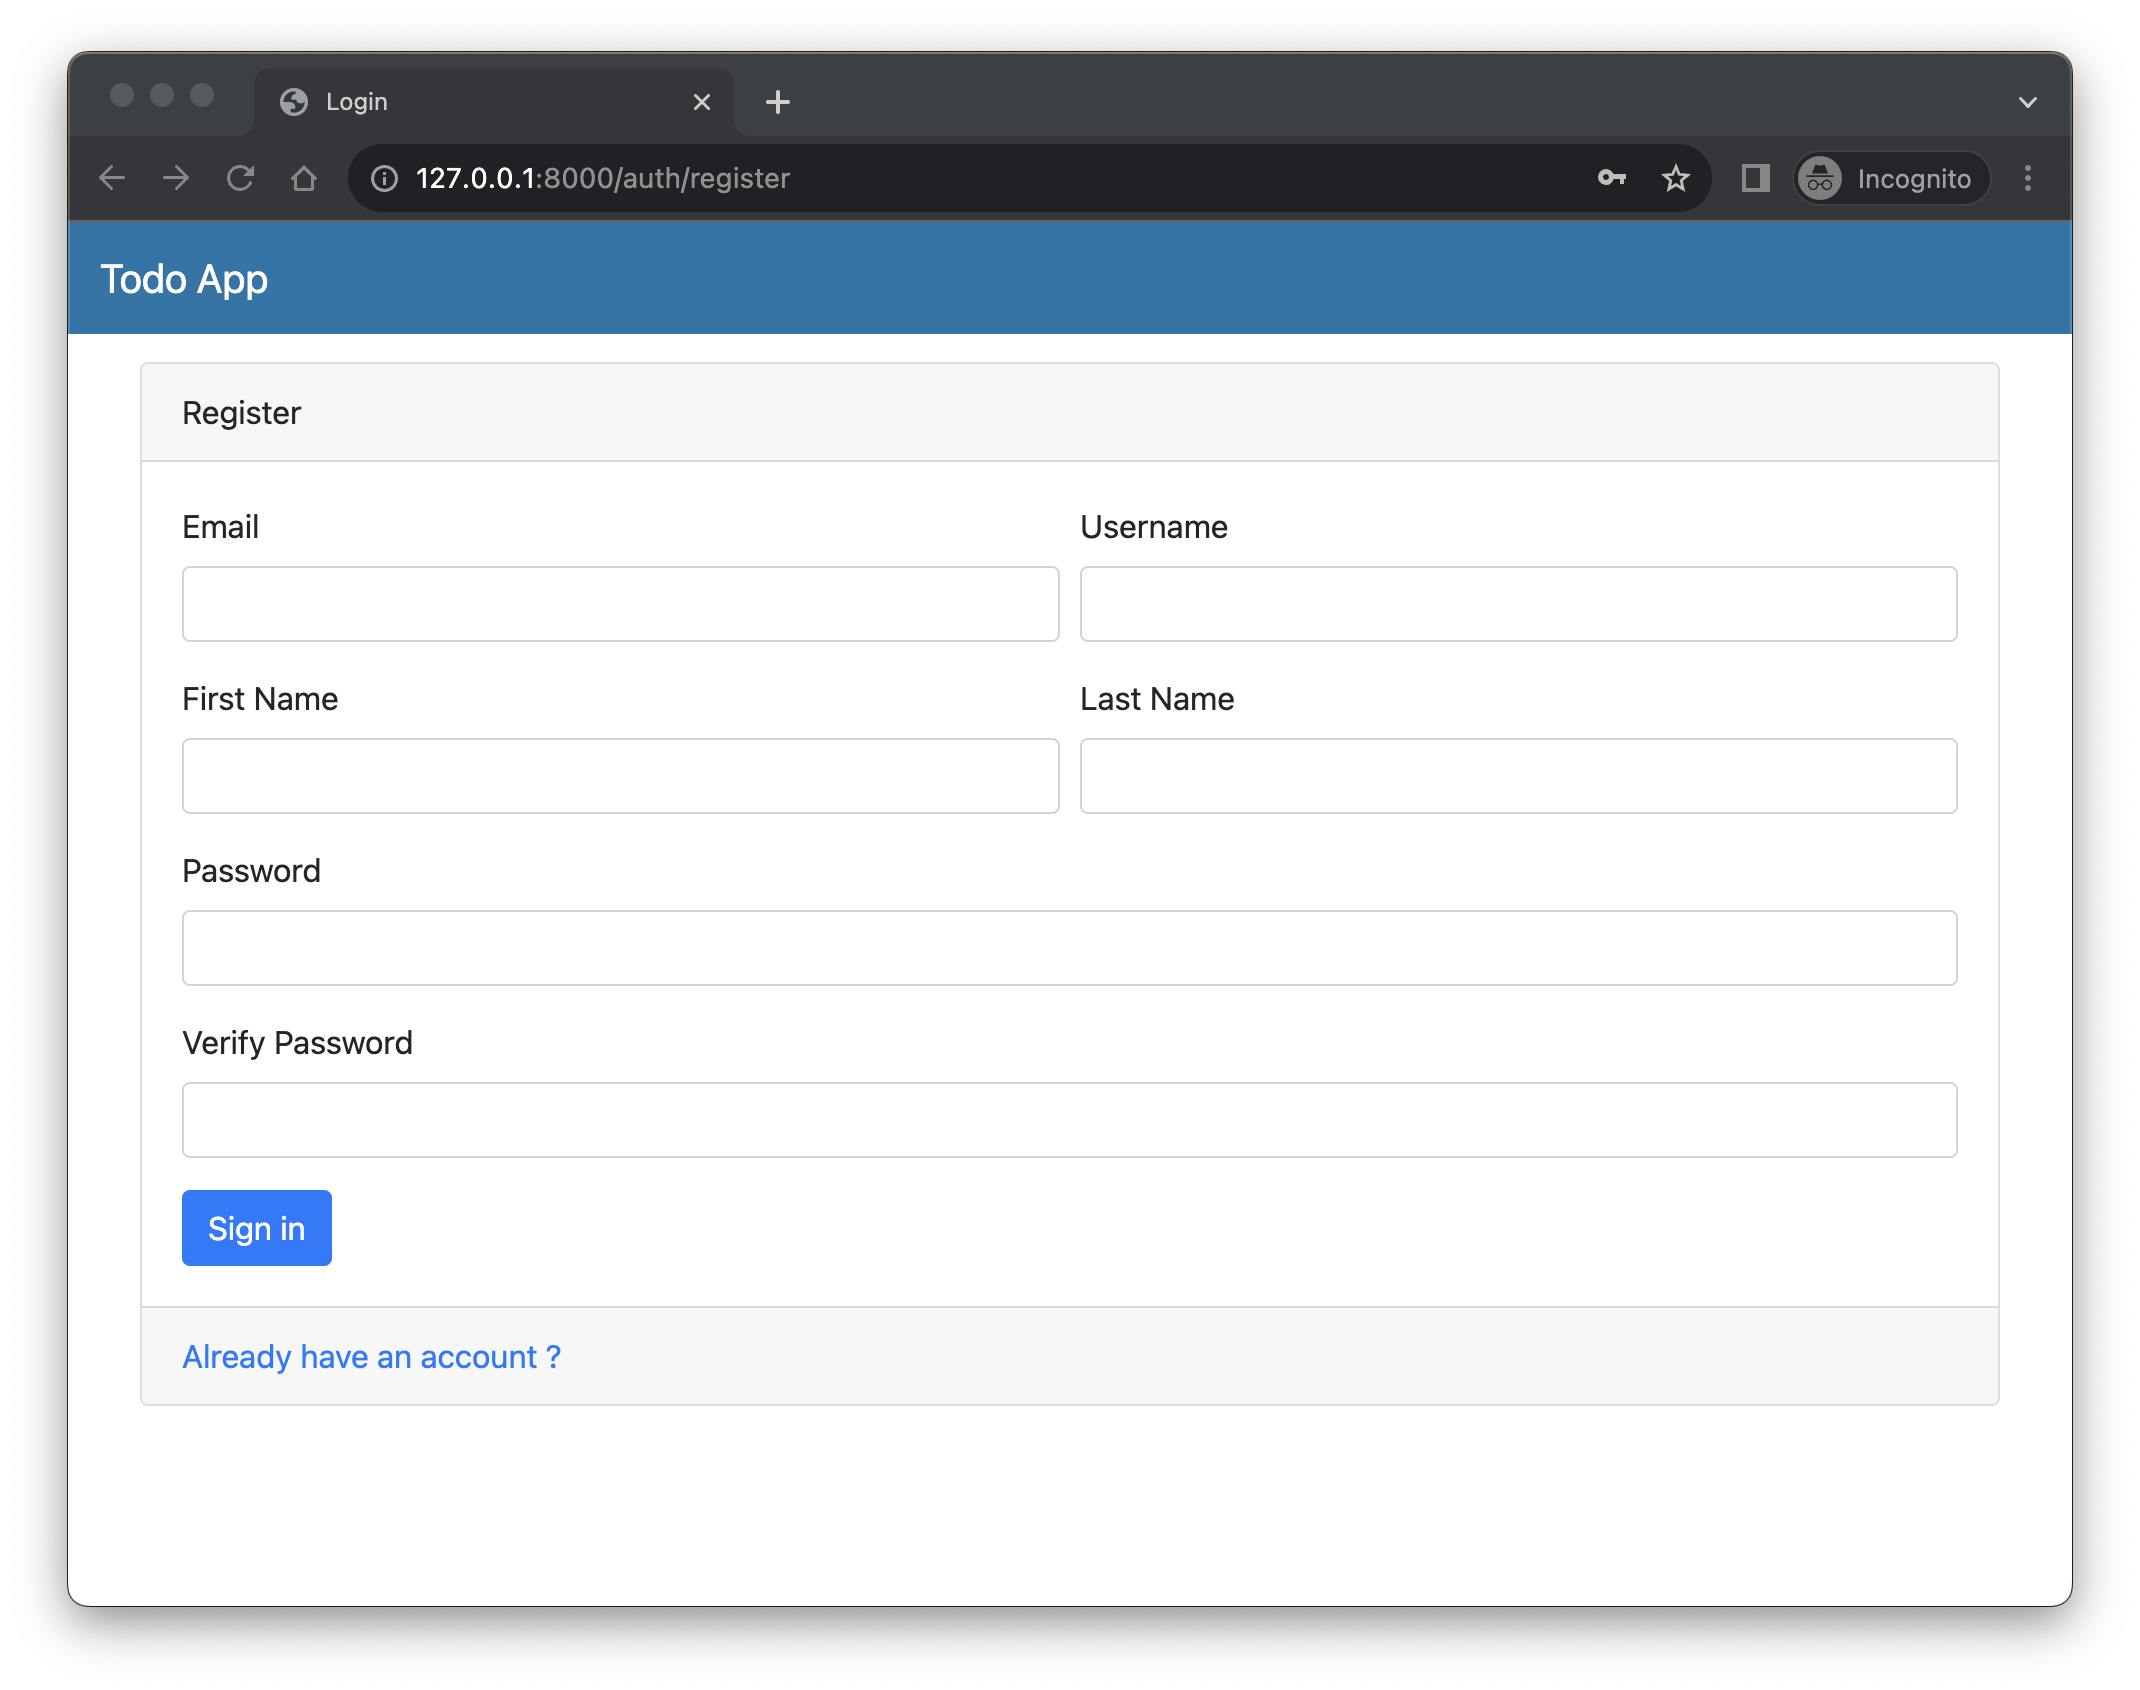 Login
127.0.0.1:8000/auth/register
Incognito
Todo App
Register
Email
Username
First Name
Last Name
Password
Verify Password
Sign in
Already have an account ?